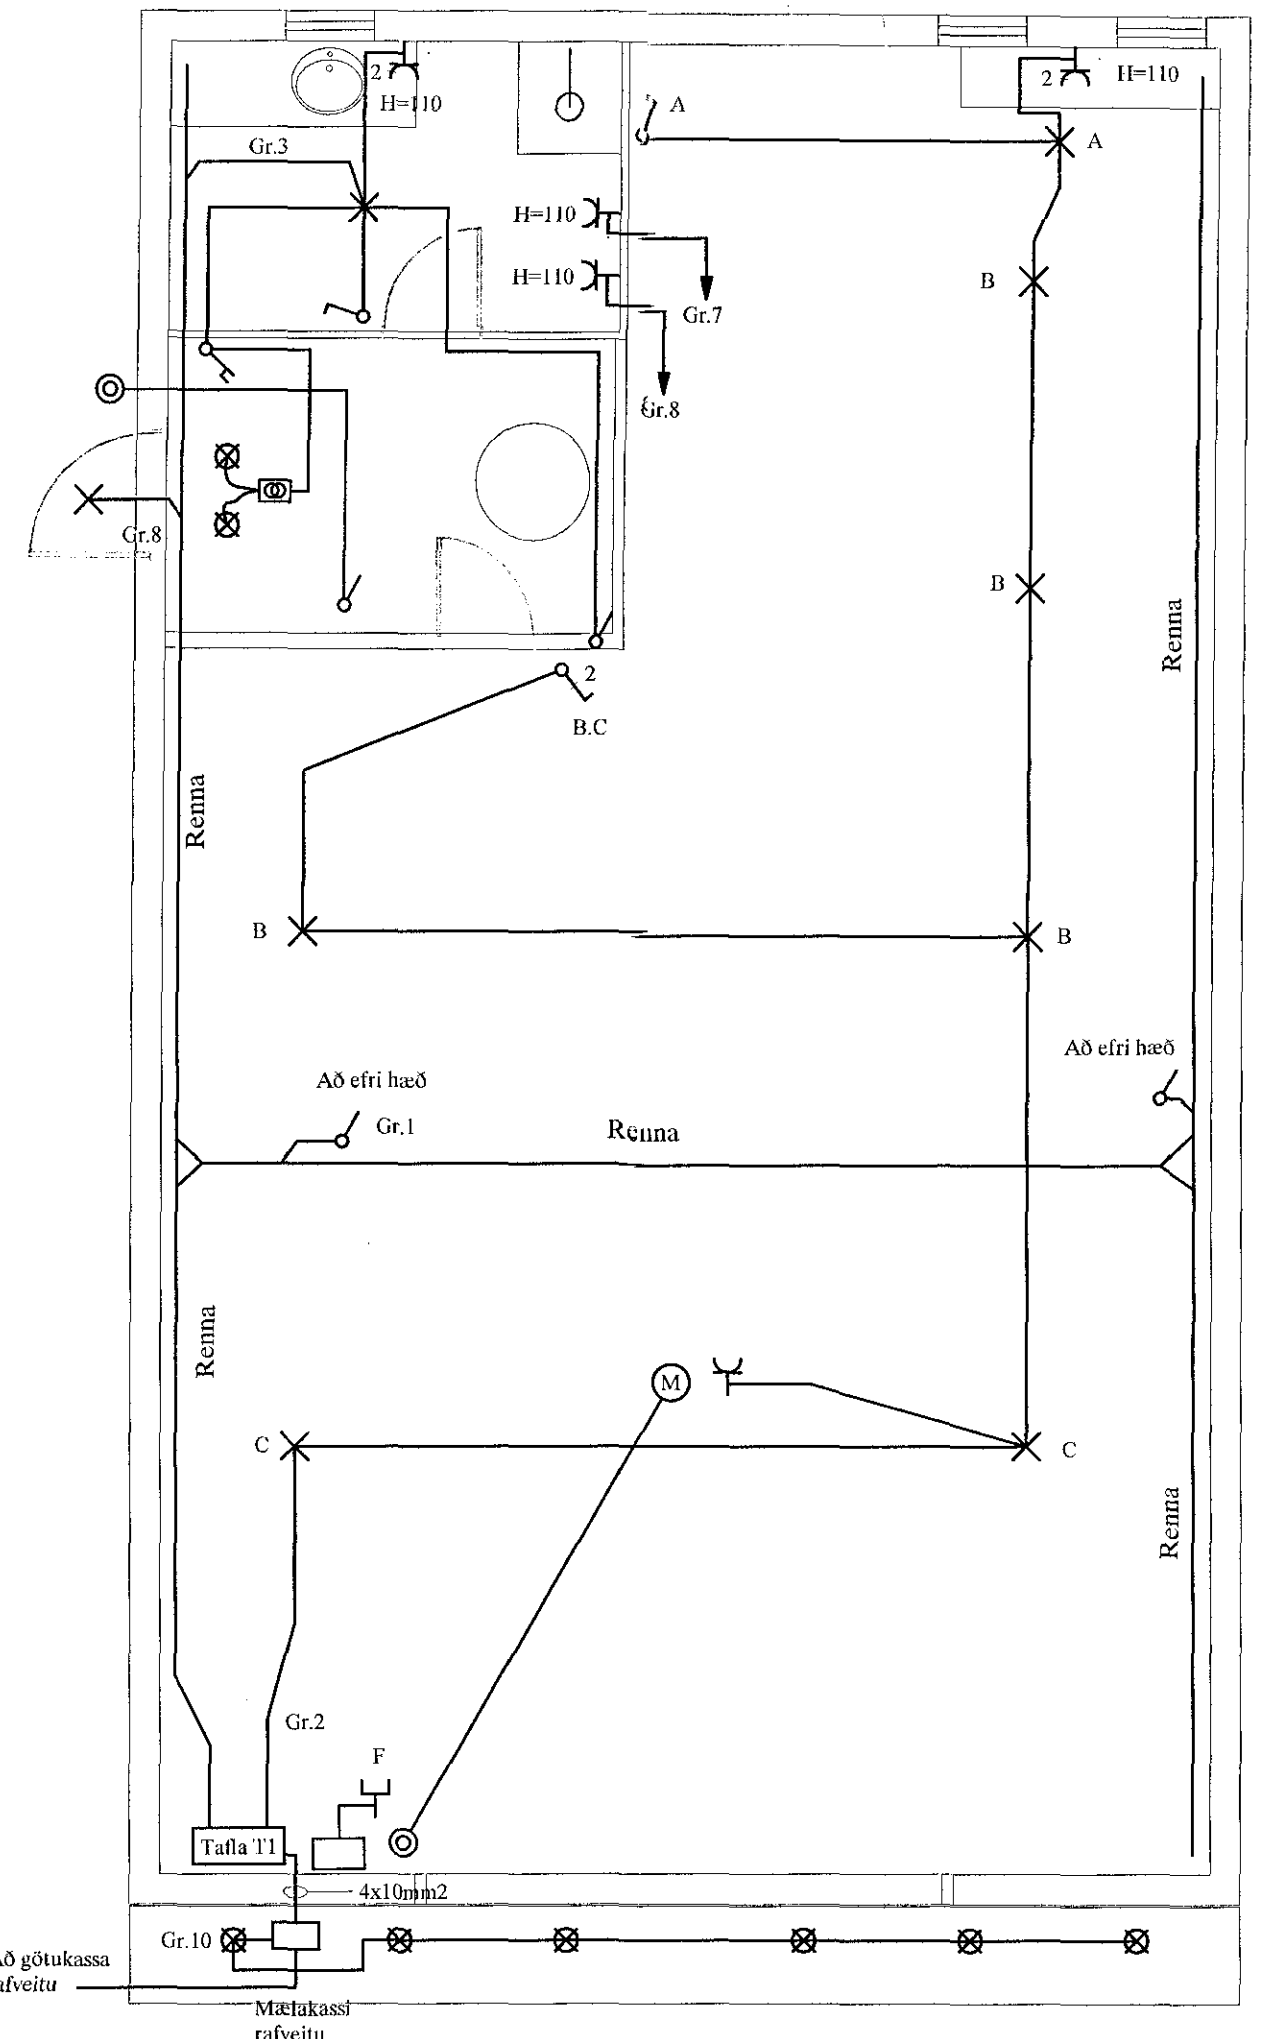 2
H=110
2
H=110
A
A
Gr.3
H=110
H=110
B
Gr.7
Gr.8
Gr.8
B
Renna
2
B.C
Renna
B
B
Að efri hæð
Að efri hæð
Gr.1
Renna
Renna
M
C
C
Renna
Gr.2
F
Tafla T1
4x10mm2
Gr.10
Að götukassa
rafveitu
Mælakassi
rafveitu